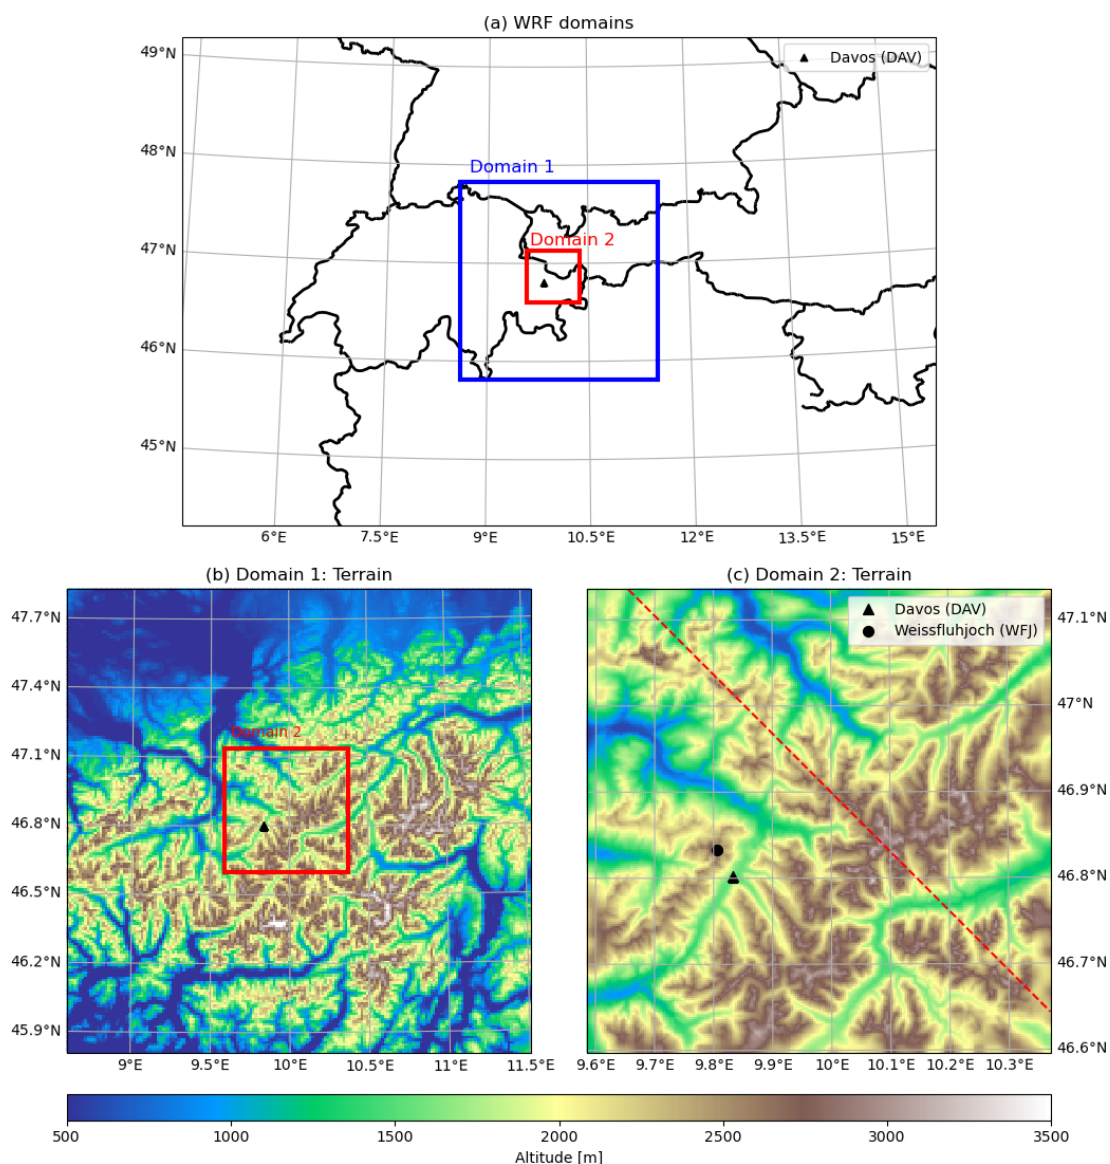 (a) WRF domains
Davos (DAV)
49°N
48°N
47°N
46°N
45°N
Domain 1
Domain 2
6°E 7.5°E 9°E 10.5°E 12°E 13.5°E 15°E
(b) Domain 1: Terrain
47.7°N
47.4°N
47.1°N
46.8°N
46.5°N
46.2°N
45.9°N
Domain 2
9°E 9.5°E 10°E 10.5°E 11°E 11.5°E
(c) Domain 2: Terrain
Davos (DAV)
Weissfluhjoch (WFJ)
47.1°N
47°N
46.9°N
46.8°N
46.7°N
46.6°N
9.6°E 9.7°E 9.8°E 9.9°E 10°E 10.1°E 10.2°E 10.3°E
500 1000 1500 2000 2500 3000 3500
Altitude [m]